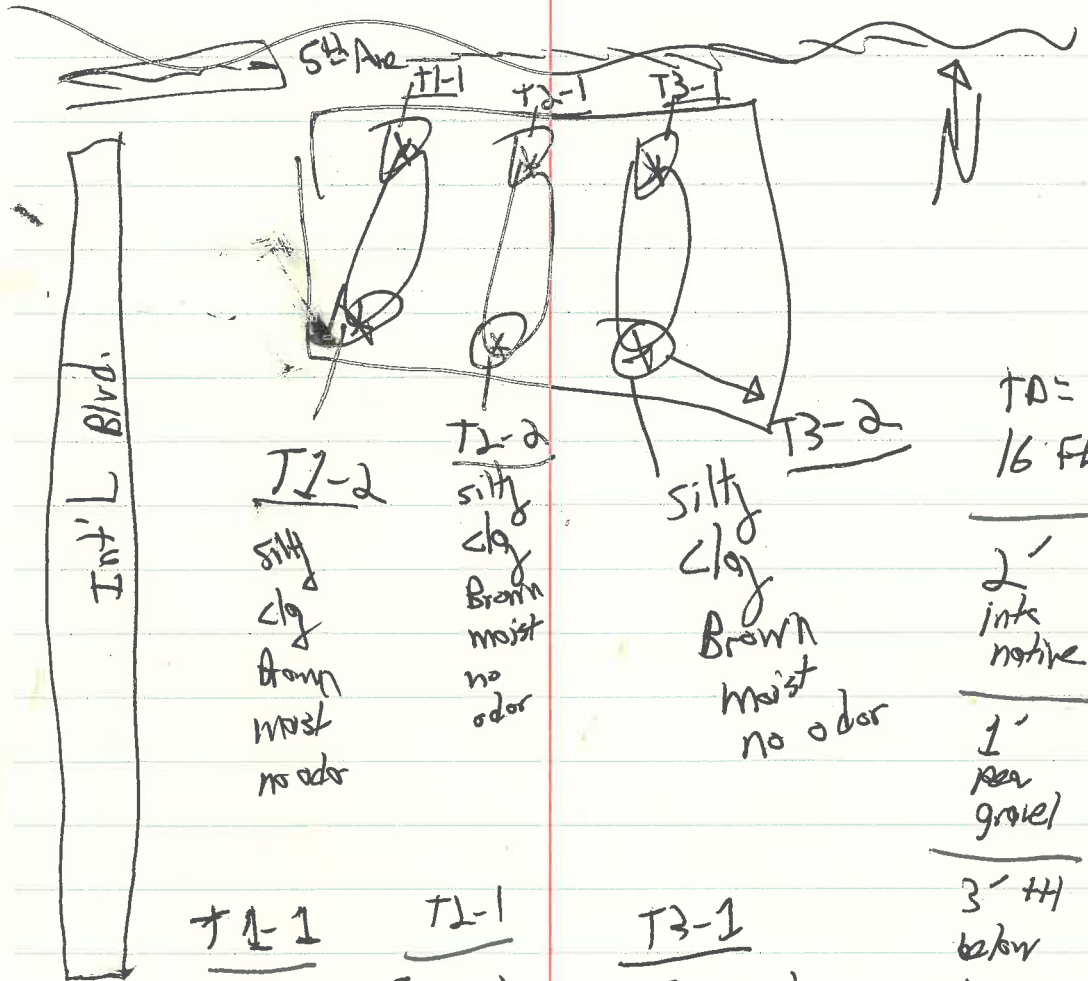 5th Ave
T1-1
T2-1
T3-1
N
Int'L Blvd.
T1-2
silty
clay
Brown
moist
no odor
T2-2
silty
clay
Brown
moist
no
odor
T3-2
silty
clay
Brown
moist
no odor
TD=
16 Ft
2'
into
native
1'
pea
gravel
3'
below
T1-1
T2-1
T3-1